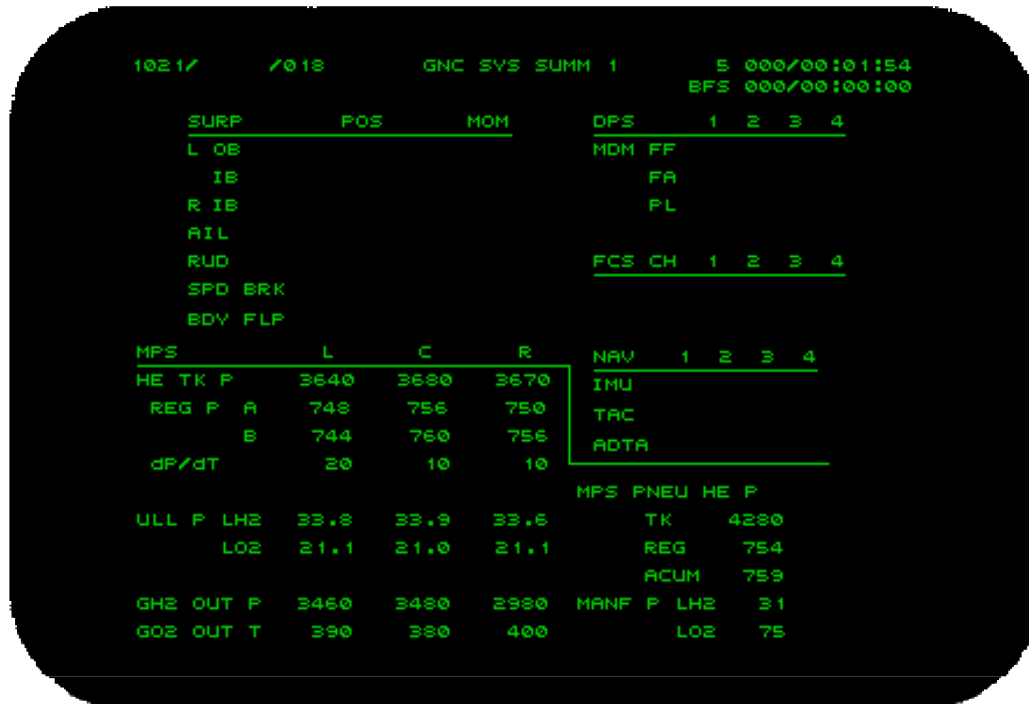 1021/ /018 GNC SYS SUMM 1 5 000/00:01:54
BFS 000/00:00:00
SURP POS MOM DPS 1 2 3 4
L OB MDM FF
IB FA
R IB PL
AIL
RUD FCS CH 1 2 3 4
SPD BRK
BDY FLP
MPS L C R NAV 1 2 3 4
HE TK P 3640 3680 3670 IMU
REG P A 748 756 750 TAC
B 744 760 756 ADTA
dP/dT 20 10 10
MPS PNEU HE P
ULL P LH2 33.8 33.9 33.6 TK 4280
LO2 21.1 21.0 21.1 REG 754
ACUM 759
GH2 OUT P 3460 3480 2980 MANF P LH2 31
GO2 OUT T 390 380 400 LO2 75